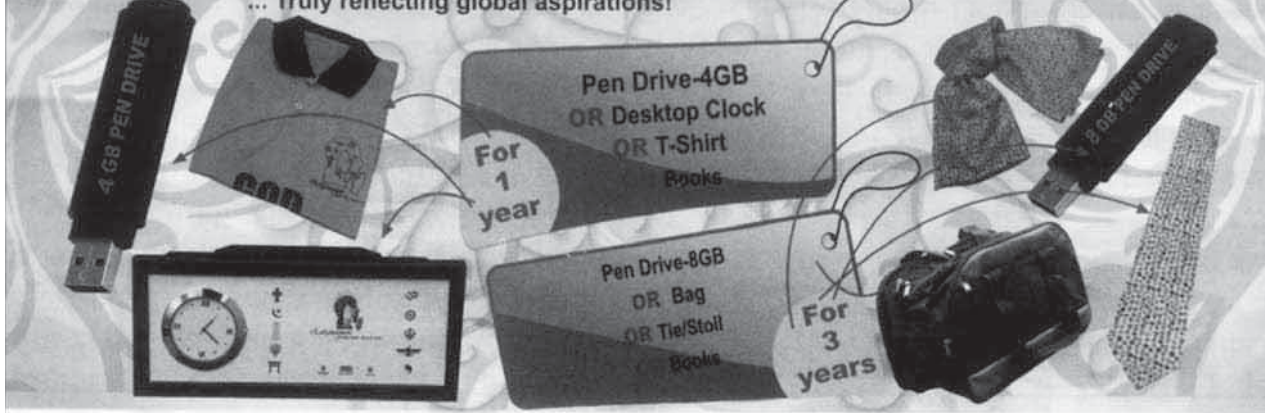 ... Truly reflecting global aspirations!
4 GB PEN DRIVE
Pen Drive-4GB
OR Desktop Clock
OR T-Shirt
Books
For
1
year
Pen Drive-8GB
OR Bag
OR Tie/Stoll
Books
For
3
years
8 GB PEN DRIVE